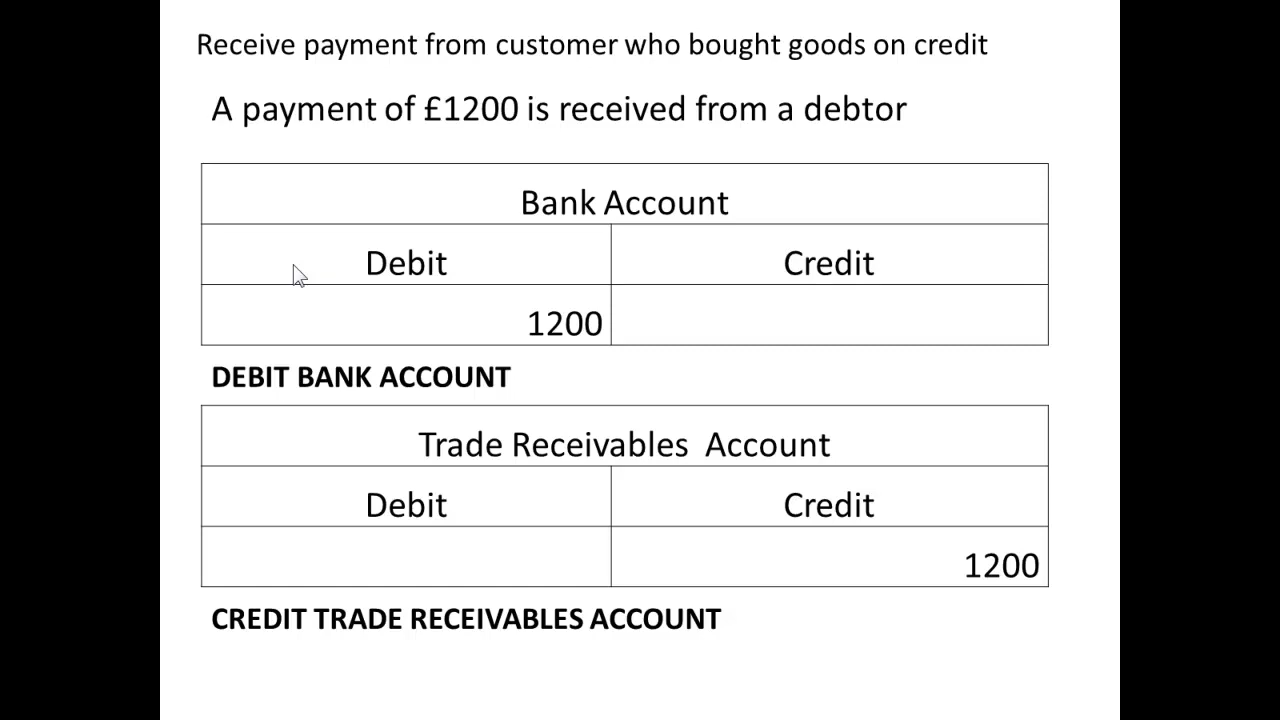 Receive payment from customer who bought goods on credit
A payment of £1200 is received from a debtor
Bank Account
Debit Credit
1200
DEBIT BANK ACCOUNT
Trade Receivables Account
Debit Credit
1200
CREDIT TRADE RECEIVABLES ACCOUNT